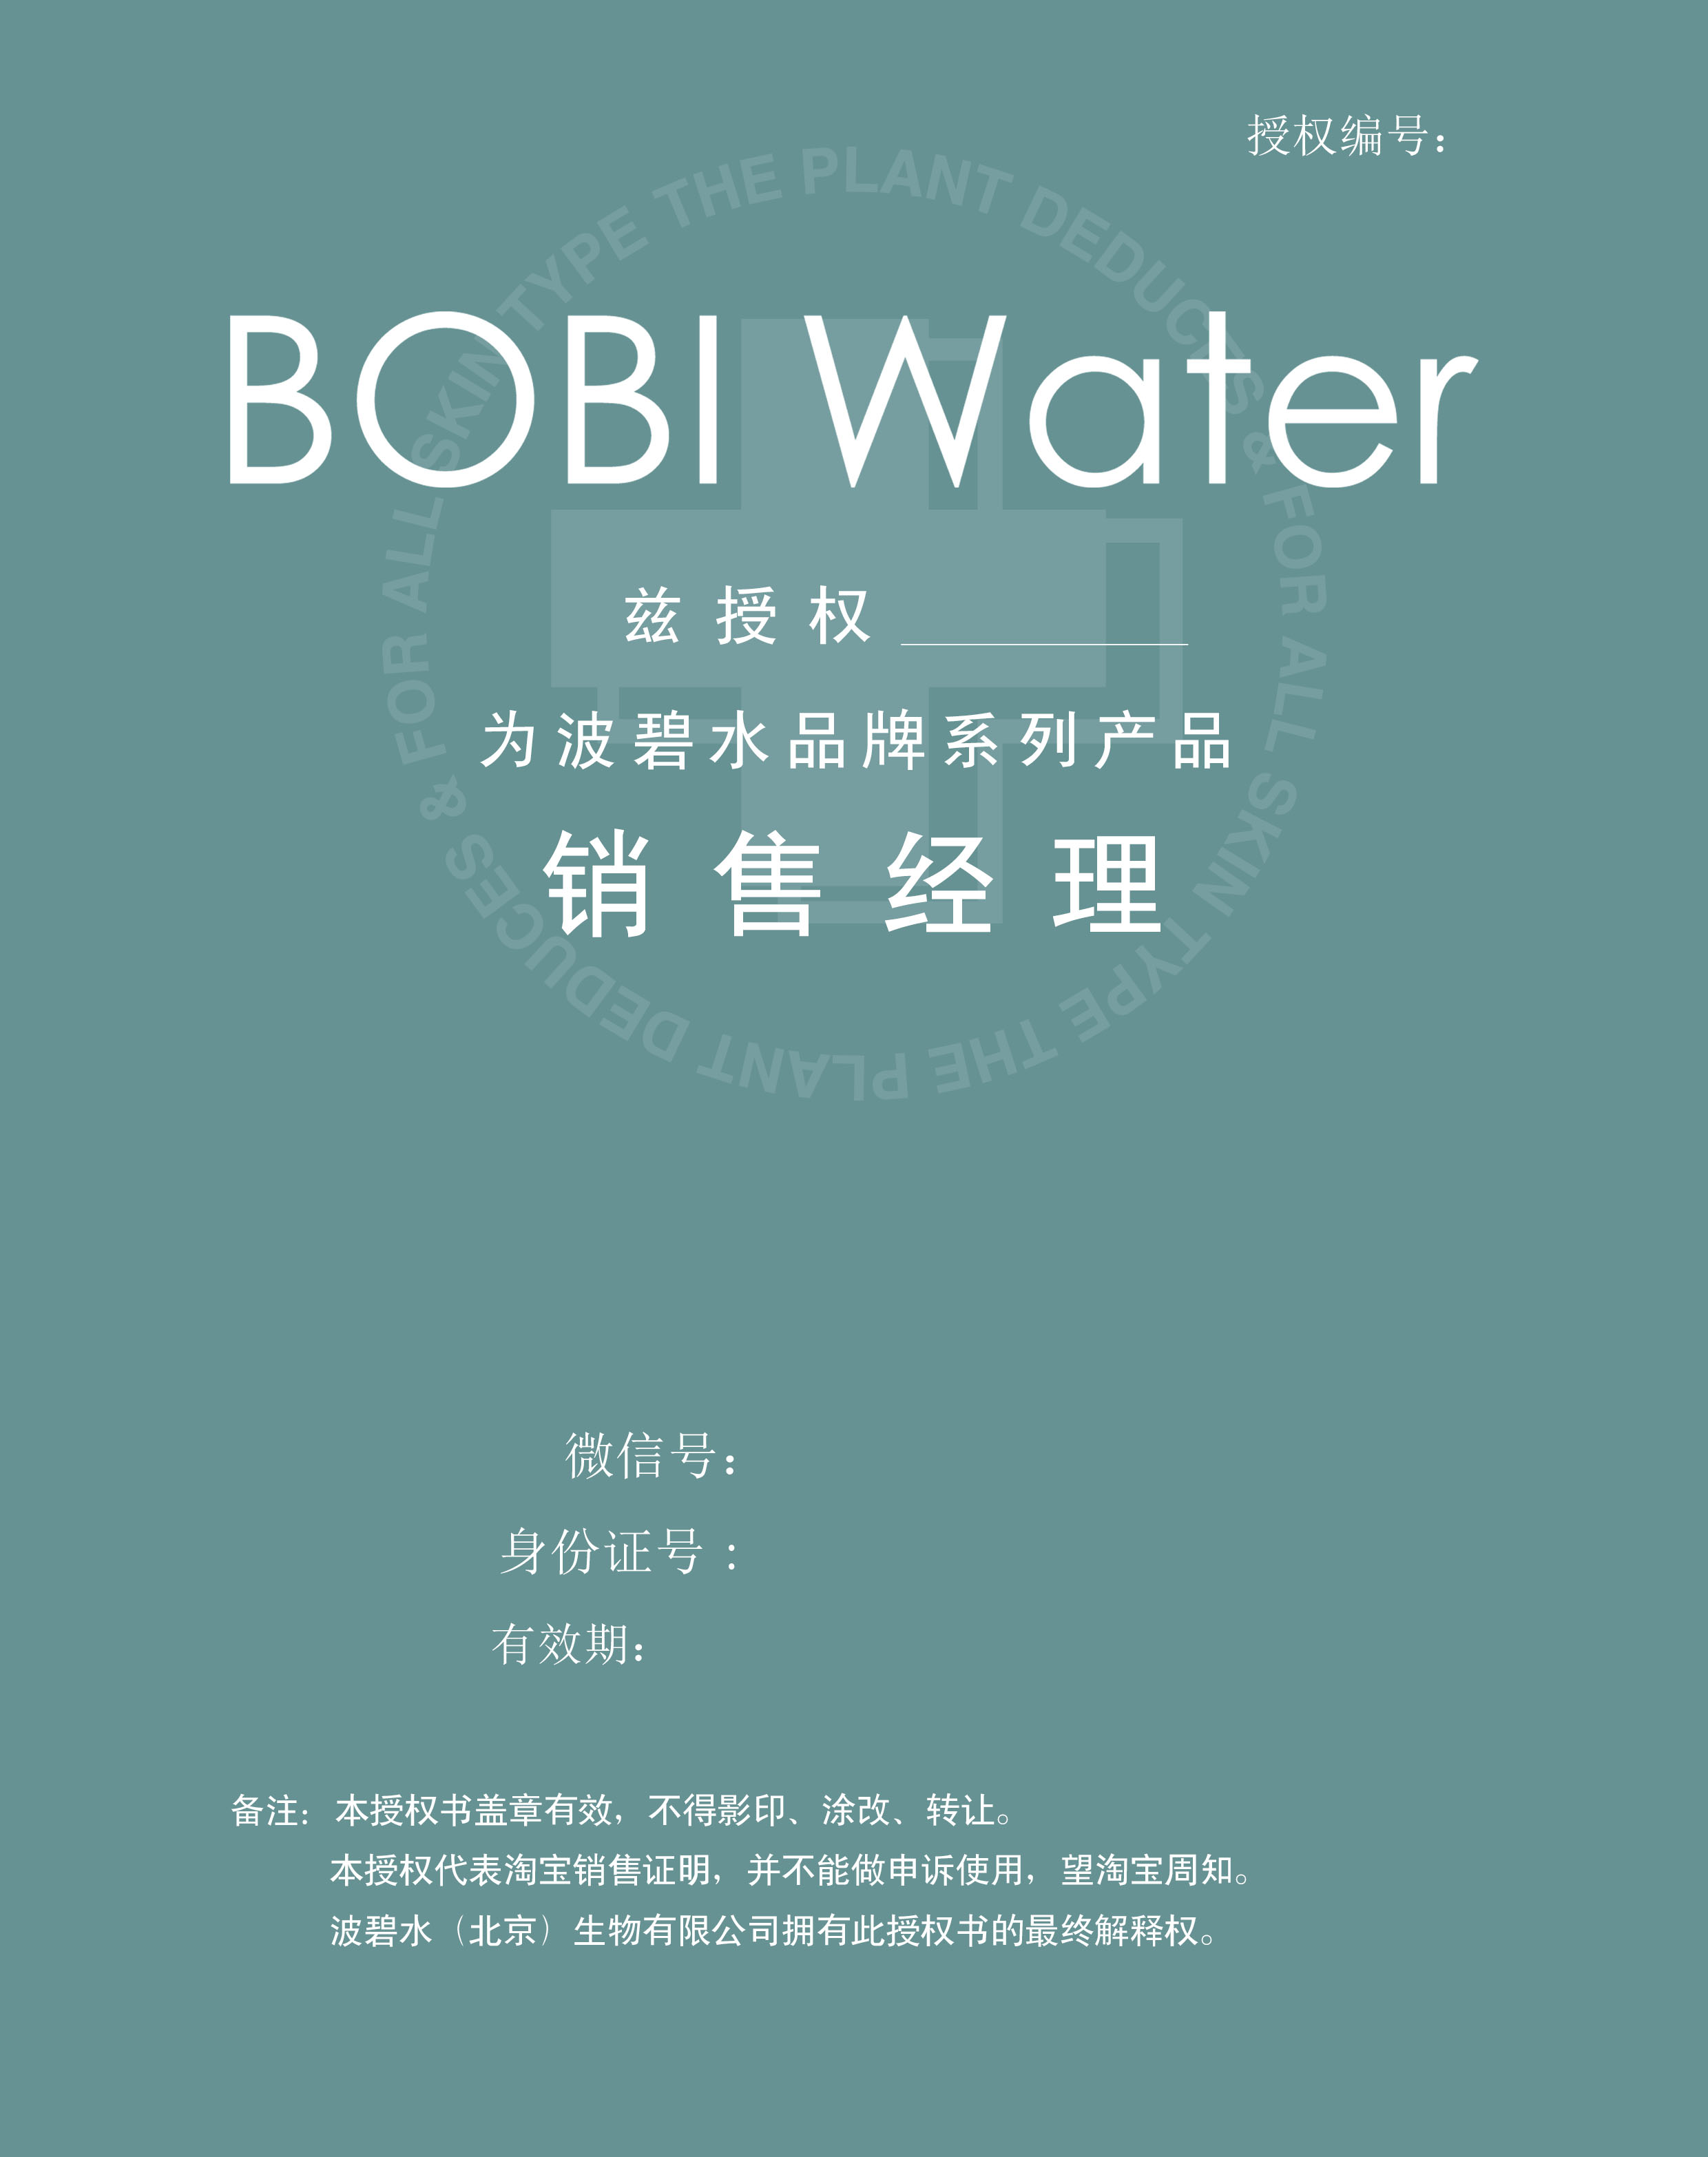 授权编号：
THE PLANT DEDUCES & FOR ALL SKIN TYPE THE PLANT DEDUCES & FOR ALL SKIN TYPE
BOBI Water
兹授权
为波碧水品牌系列产品
销售经理
微信号：
身份证号：
有效期：
备注：本授权书盖章有效，不得影印、涂改、转让。
本授权代表淘宝销售证明，并不能做申诉使用，望淘宝周知。
波碧水（北京）生物有限公司拥有此授权书的最终解释权。